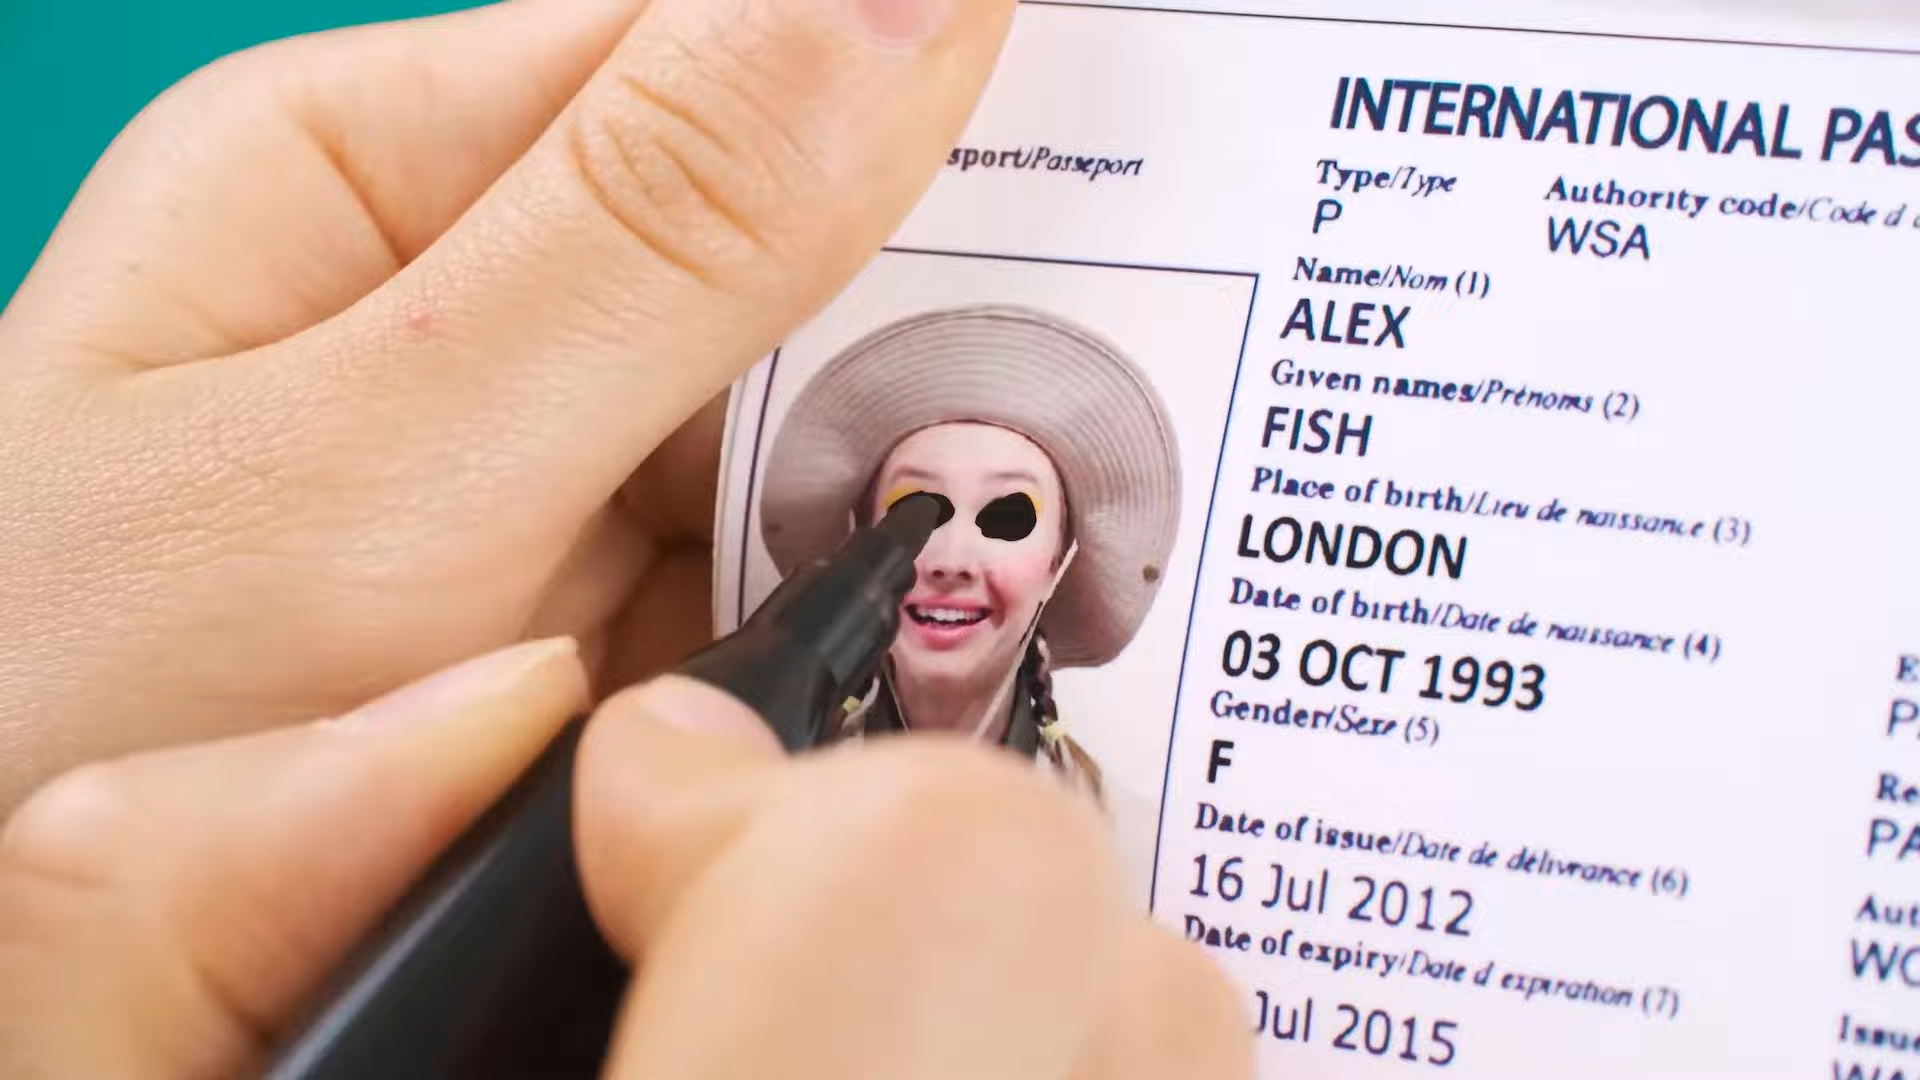 INTERNATIONAL
sport/Passeport
Type/Type
P
Authority code/Code d
WSA
Name/Nom (1)
ALEX
Given names/Prénoms (2)
FISH
Place of birth/Lieu de naissance (3)
LONDON
Date of birth/Date de naissance (4)
03 OCT 1993
Gender/Sexe (5)
F
Date of issue/Date de délivrance (6)
16 Jul 2012
Date of expiry/Date d expiration (7)
Jul 2015